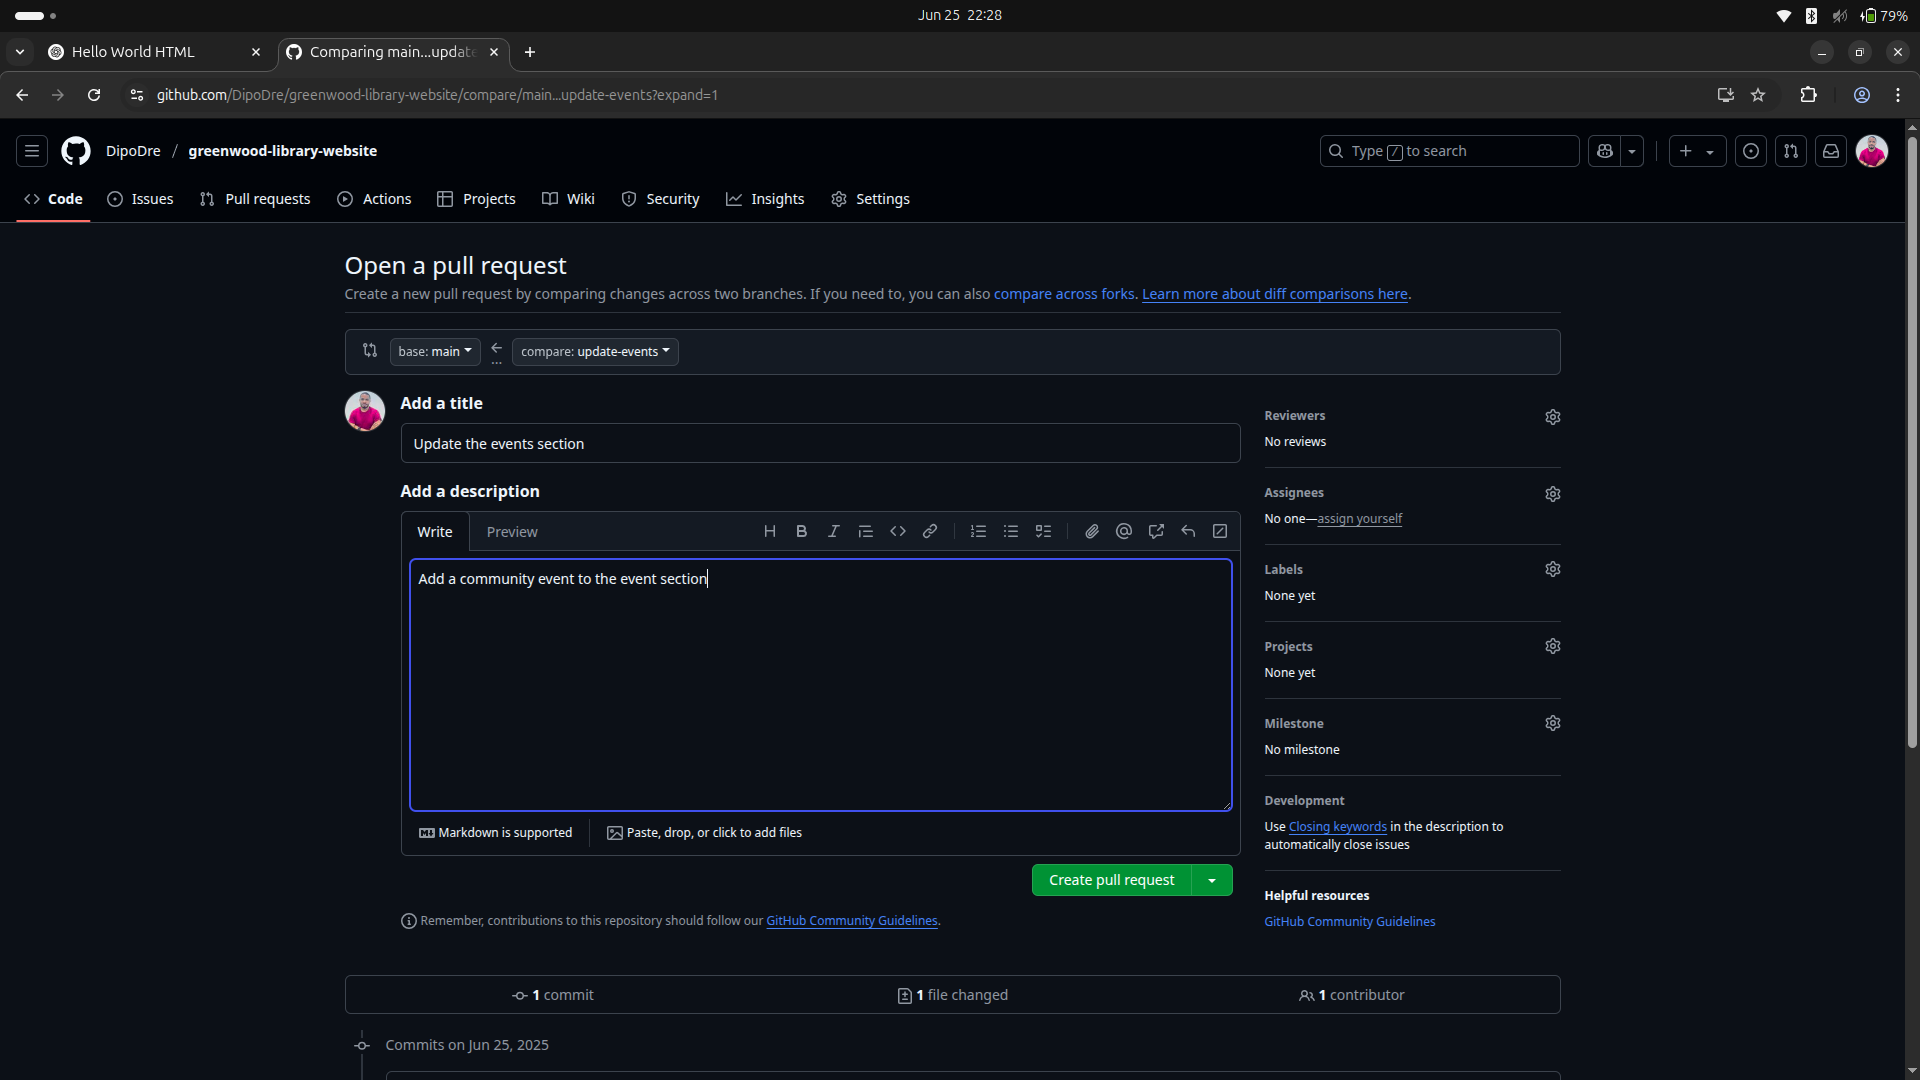 Jun 25 22:28
79%
Hello World HTML
Comparing main...update
github.com/DipoDre/greenwood-library-website/compare/main...update-events?expand=1
DipoDre / greenwood-library-website
Type / to search
Code
Issues
Pull requests
Actions
Projects
Wiki
Security
Insights
Settings
Open a pull request
Create a new pull request by comparing changes across two branches. If you need to, you can also compare across forks. Learn more about diff comparisons here.
base: main
...
compare: update-events
Add a title
Update the events section
Add a description
Write
Preview
Add a community event to the event section
Markdown is supported
Paste, drop, or click to add files
Create pull request
Remember, contributions to this repository should follow our GitHub Community Guidelines.
Reviewers
No reviews
Assignees
No one—assign yourself
Labels
None yet
Projects
None yet
Milestone
No milestone
Development
Use Closing keywords in the description to
automatically close issues
Helpful resources
GitHub Community Guidelines
1 commit
1 file changed
1 contributor
Commits on Jun 25, 2025